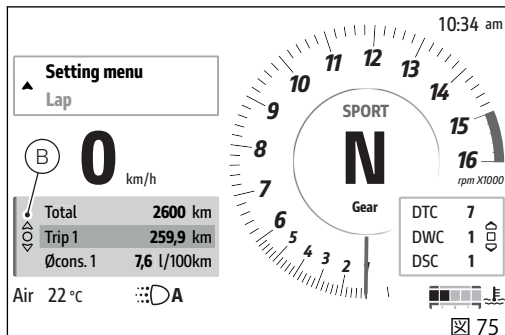 10:34 am
Setting menu
Lap
B
0 km/h
Total 2600 km
Trip 1 259,9 km
Øcons. 1 7,6 l/100km
Air 22 °C
A
2
3
4
5
6
7
8
9
10
11
12
13
14
15
16
rpm X1000
SPORT
N
Gear
DTC 7
DWC 1
DSC 1
図 75